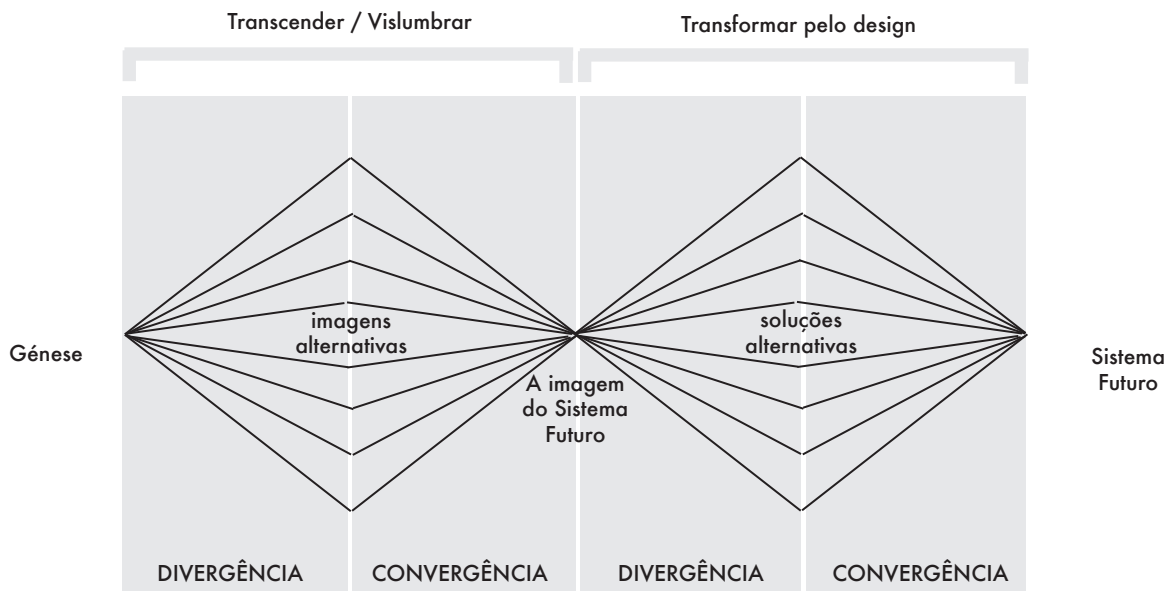 Transcender / Vislumbrar
Transformar pelo design
imagens
alternativas
soluções
alternativas
Génese
A imagem
do Sistema
Futuro
Sistema
Futuro
DIVERGÊNCIA
CONVERGÊNCIA
DIVERGÊNCIA
CONVERGÊNCIA